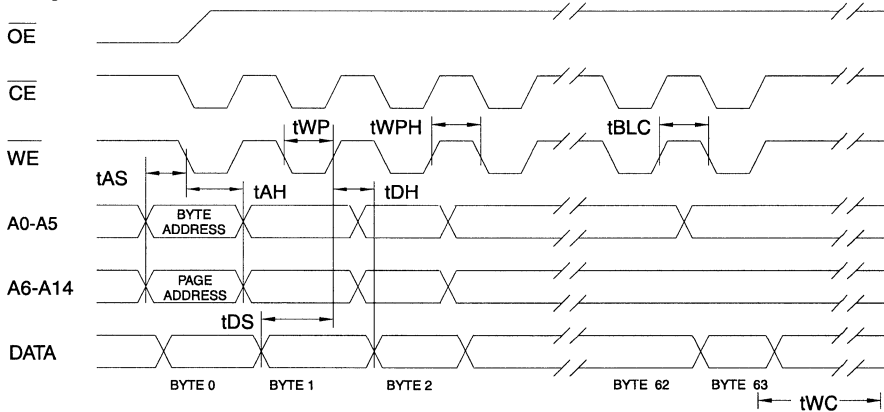 OE
CE
tWP tWPH tBLC
WE
tAS
tAH tDH
A0-A5 BYTE ADDRESS
A6-A14 PAGE ADDRESS
tDS
DATA
BYTE 0 BYTE 1 BYTE 2 BYTE 62 BYTE 63
tWC